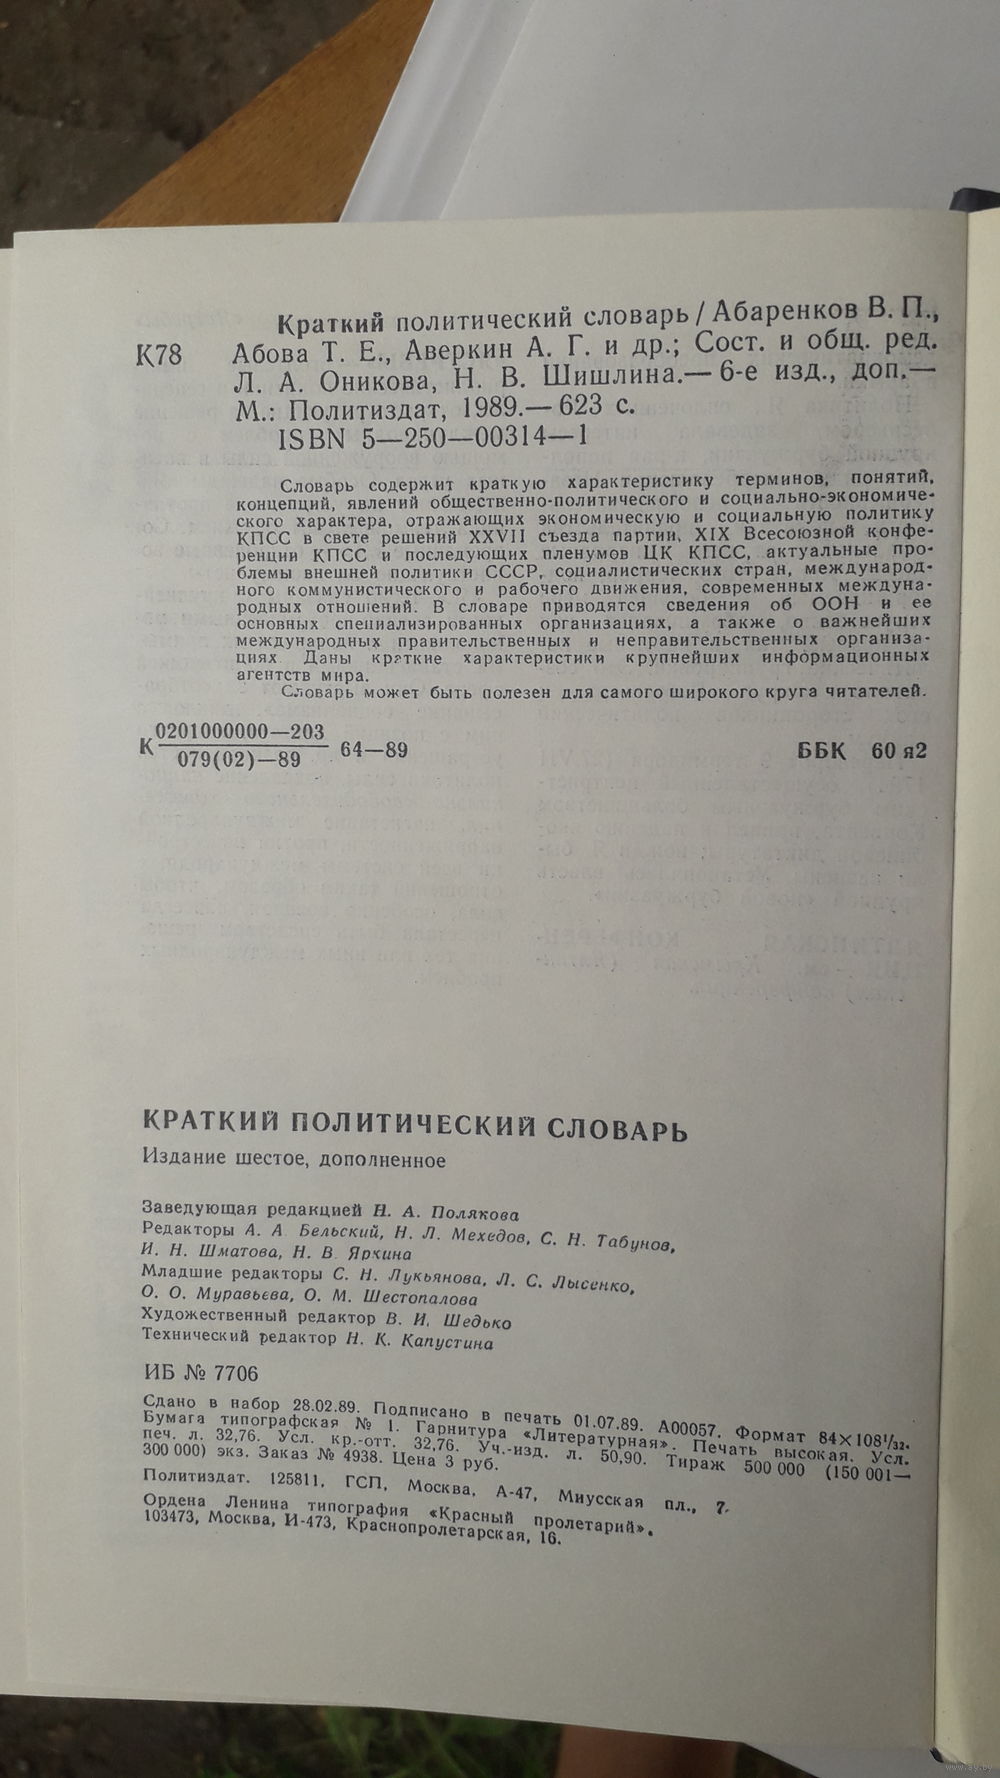 Краткий политический словарь / Абаренков В. П.,
К78 Абова Т. Е., Аверкин А. Г. и др.; Сост. и общ. ред.
Л. А. Оникова, Н. В. Шишлина.— 6-е изд., доп.—
М.: Политиздат, 1989.— 623 с.
ISBN 5—250—00314—1
Словарь содержит краткую характеристику терминов, понятий,
концепций, явлений общественно-политического и социально-экономиче-
ского характера, отражающих экономическую и социальную политику
КПСС в свете решений XXVII съезда партии, XIX Всесоюзной конфе-
ренции КПСС и последующих пленумов ЦК КПСС, актуальные про-
блемы внешней политики СССР, социалистических стран, международ-
ного коммунистического и рабочего движения, современных междуна-
родных отношений. В словаре приводятся сведения об ООН и ее
основных специализированных организациях, а также о важнейших
международных правительственных и неправительственных организа-
циях. Даны краткие характеристики крупнейших информационных
агентств мира.
Словарь может быть полезен для самого широкого круга читателей.
К 0201000000—203
079(02)—89 64—89 ББК 60я2
КРАТКИЙ ПОЛИТИЧЕСКИЙ СЛОВАРЬ
Издание шестое, дополненное
Заведующая редакцией Н. А. Полякова
Редакторы А. А. Бельский, Н. Л. Мехедов, С. Н. Табунов,
И. Н. Шматова, Н. В. Яркина
Младшие редакторы С. Н. Лукьянова, Л. С. Лысенко,
О. О. Муравьева, О. М. Шестопалова
Художественный редактор В. И. Шедько
Технический редактор Н. К. Капустина
ИБ № 7706
Сдано в набор 28.02.89. Подписано в печать 01.07.89. А00057. Формат 84×108¹/₃₂.
Бумага типографская № 1. Гарнитура «Литературная». Печать высокая. Усл.
печ. л. 32,76. Усл. кр.-отт. 32,76. Уч.-изд. л. 50,90. Тираж 500 000 (150 001—
300 000) экз. Заказ № 4938. Цена 3 руб.
Политиздат. 125811, ГСП, Москва, А-47, Миусская пл., 7.
Ордена Ленина типография «Красный пролетарий».
103473, Москва, И-473, Краснопролетарская, 16.
www.ay.by